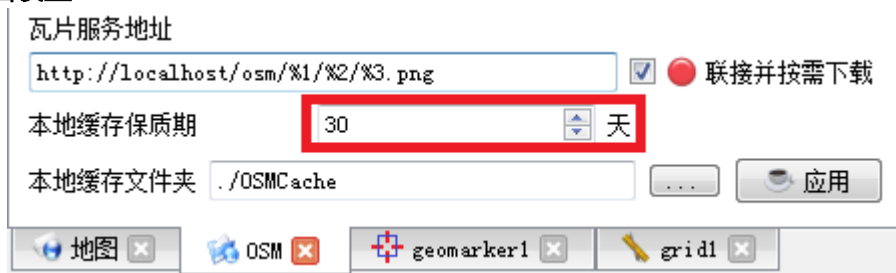 瓦片服务地址
http://localhost/osm/%1/%2/%3.png 联接并按需下载
本地缓存保质期 30 天
本地缓存文件夹 ./OSMCache ... 应用
地图 OSM geomarker1 grid1